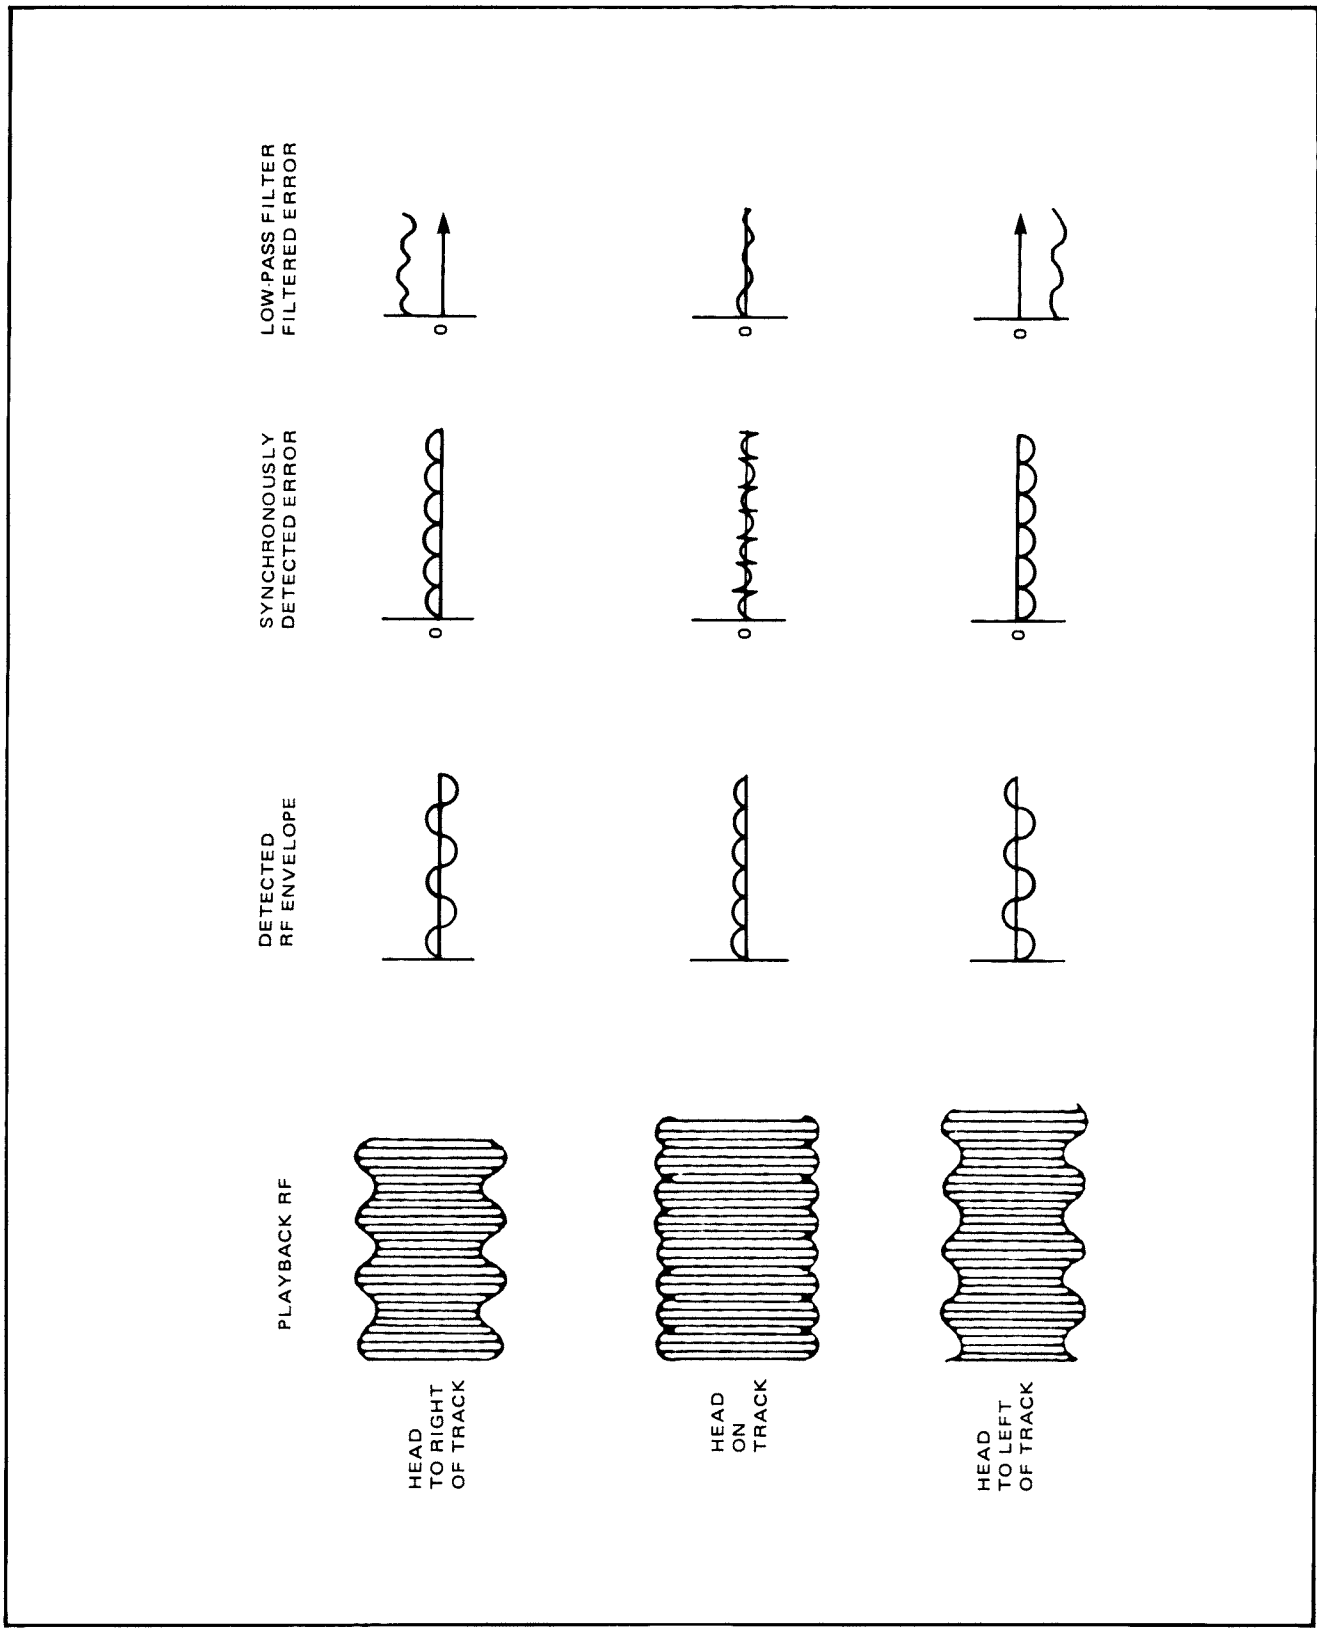 PLAYBACK RF
DETECTED
RF ENVELOPE
SYNCHRONOUSLY
DETECTED ERROR
LOW-PASS FILTER
FILTERED ERROR
HEAD
TO RIGHT
OF TRACK
0
0
HEAD
ON
TRACK
0
0
HEAD
TO LEFT
OF TRACK
0
0